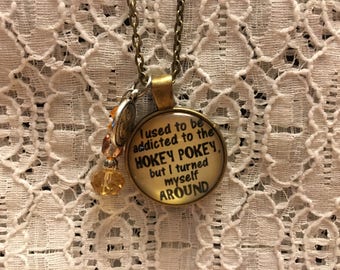 I used to be
addicted to the
HOKEY POKEY,
but I turned
myself
AROUND